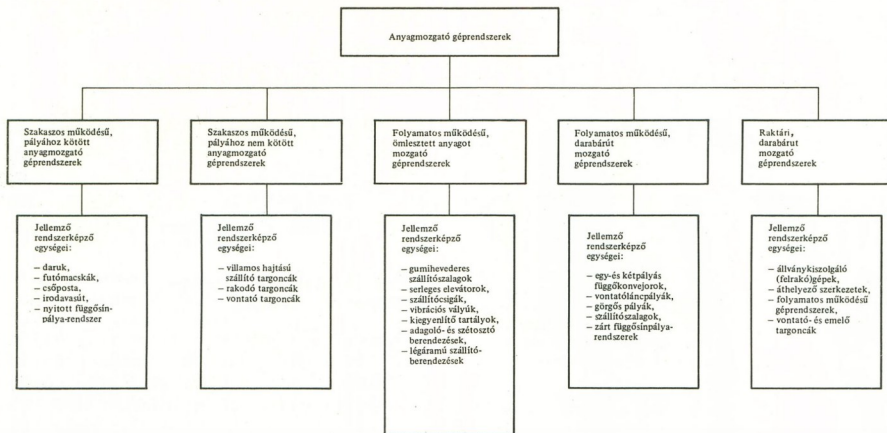 Anyagmozgató géprendszerek
Szakaszos működésű,
pályához kötött
anyagmozgató
géprendszerek
Szakaszos működésű,
pályához nem kötött
anyagmozgató
géprendszerek
Folyamatos működésű,
ömlesztett anyagot
mozgató
géprendszerek
Folyamatos működésű,
darabárút
mozgató
géprendszerek
Raktári,
darabárut
mozgató
géprendszerek
Jellemző
rendszerképző
egységei:
– daruk,
– futómacskák,
– csőposta,
– irodavasút,
– nyitott függősín-
pálya-rendszer
Jellemző
rendszerképző
egységei:
– villamos hajtású
szállító targoncák
– rakodó targoncák
– vontató targoncák
Jellemző
rendszerképző
egységei:
– gumihevederes
szállítószalagok
– serleges elevátorok,
– szállítócsigák,
– vibrációs vályúk,
– kiegyenlítő tartályok,
– adagoló- és szétosztó
berendezések,
– légáramú szállító-
berendezések
Jellemző
rendszerképző
egységei:
– egy-és kétpályás
függőkonvejorok,
– vontatóláncpályák,
– görgős pályák,
– szállítószalagok,
– zárt függősínpálya-
rendszerek
Jellemző
rendszerképző
egységei:
– állványkiszolgáló
(felrakó)gépek,
– áthelyező szerkezetek,
– folyamatos működésű
géprendszerek,
– vontató- és emelő
targoncák